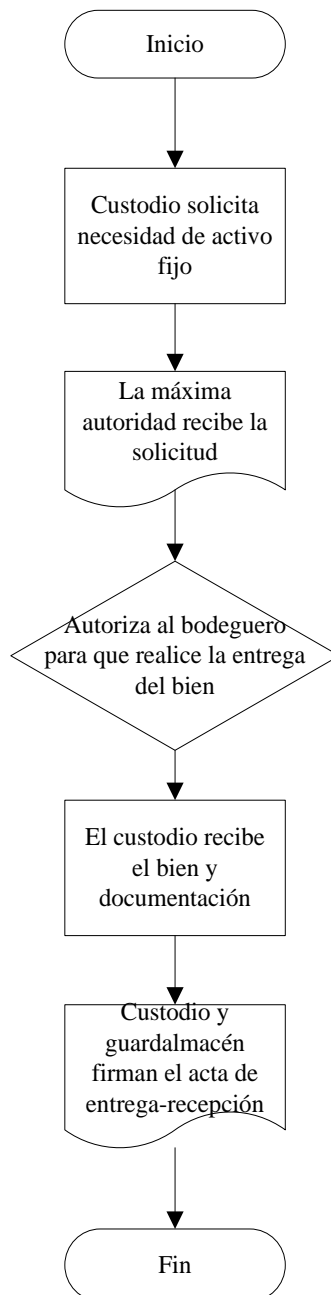 Inicio
Custodio solicita
necesidad de activo
fijo
La máxima
autoridad recibe la
solicitud
Autoriza al bodeguero
para que realice la entrega
del bien
El custodio recibe
el bien y
documentación
Custodio y
guardalmacén
firman el acta de
entrega-recepción
Fin